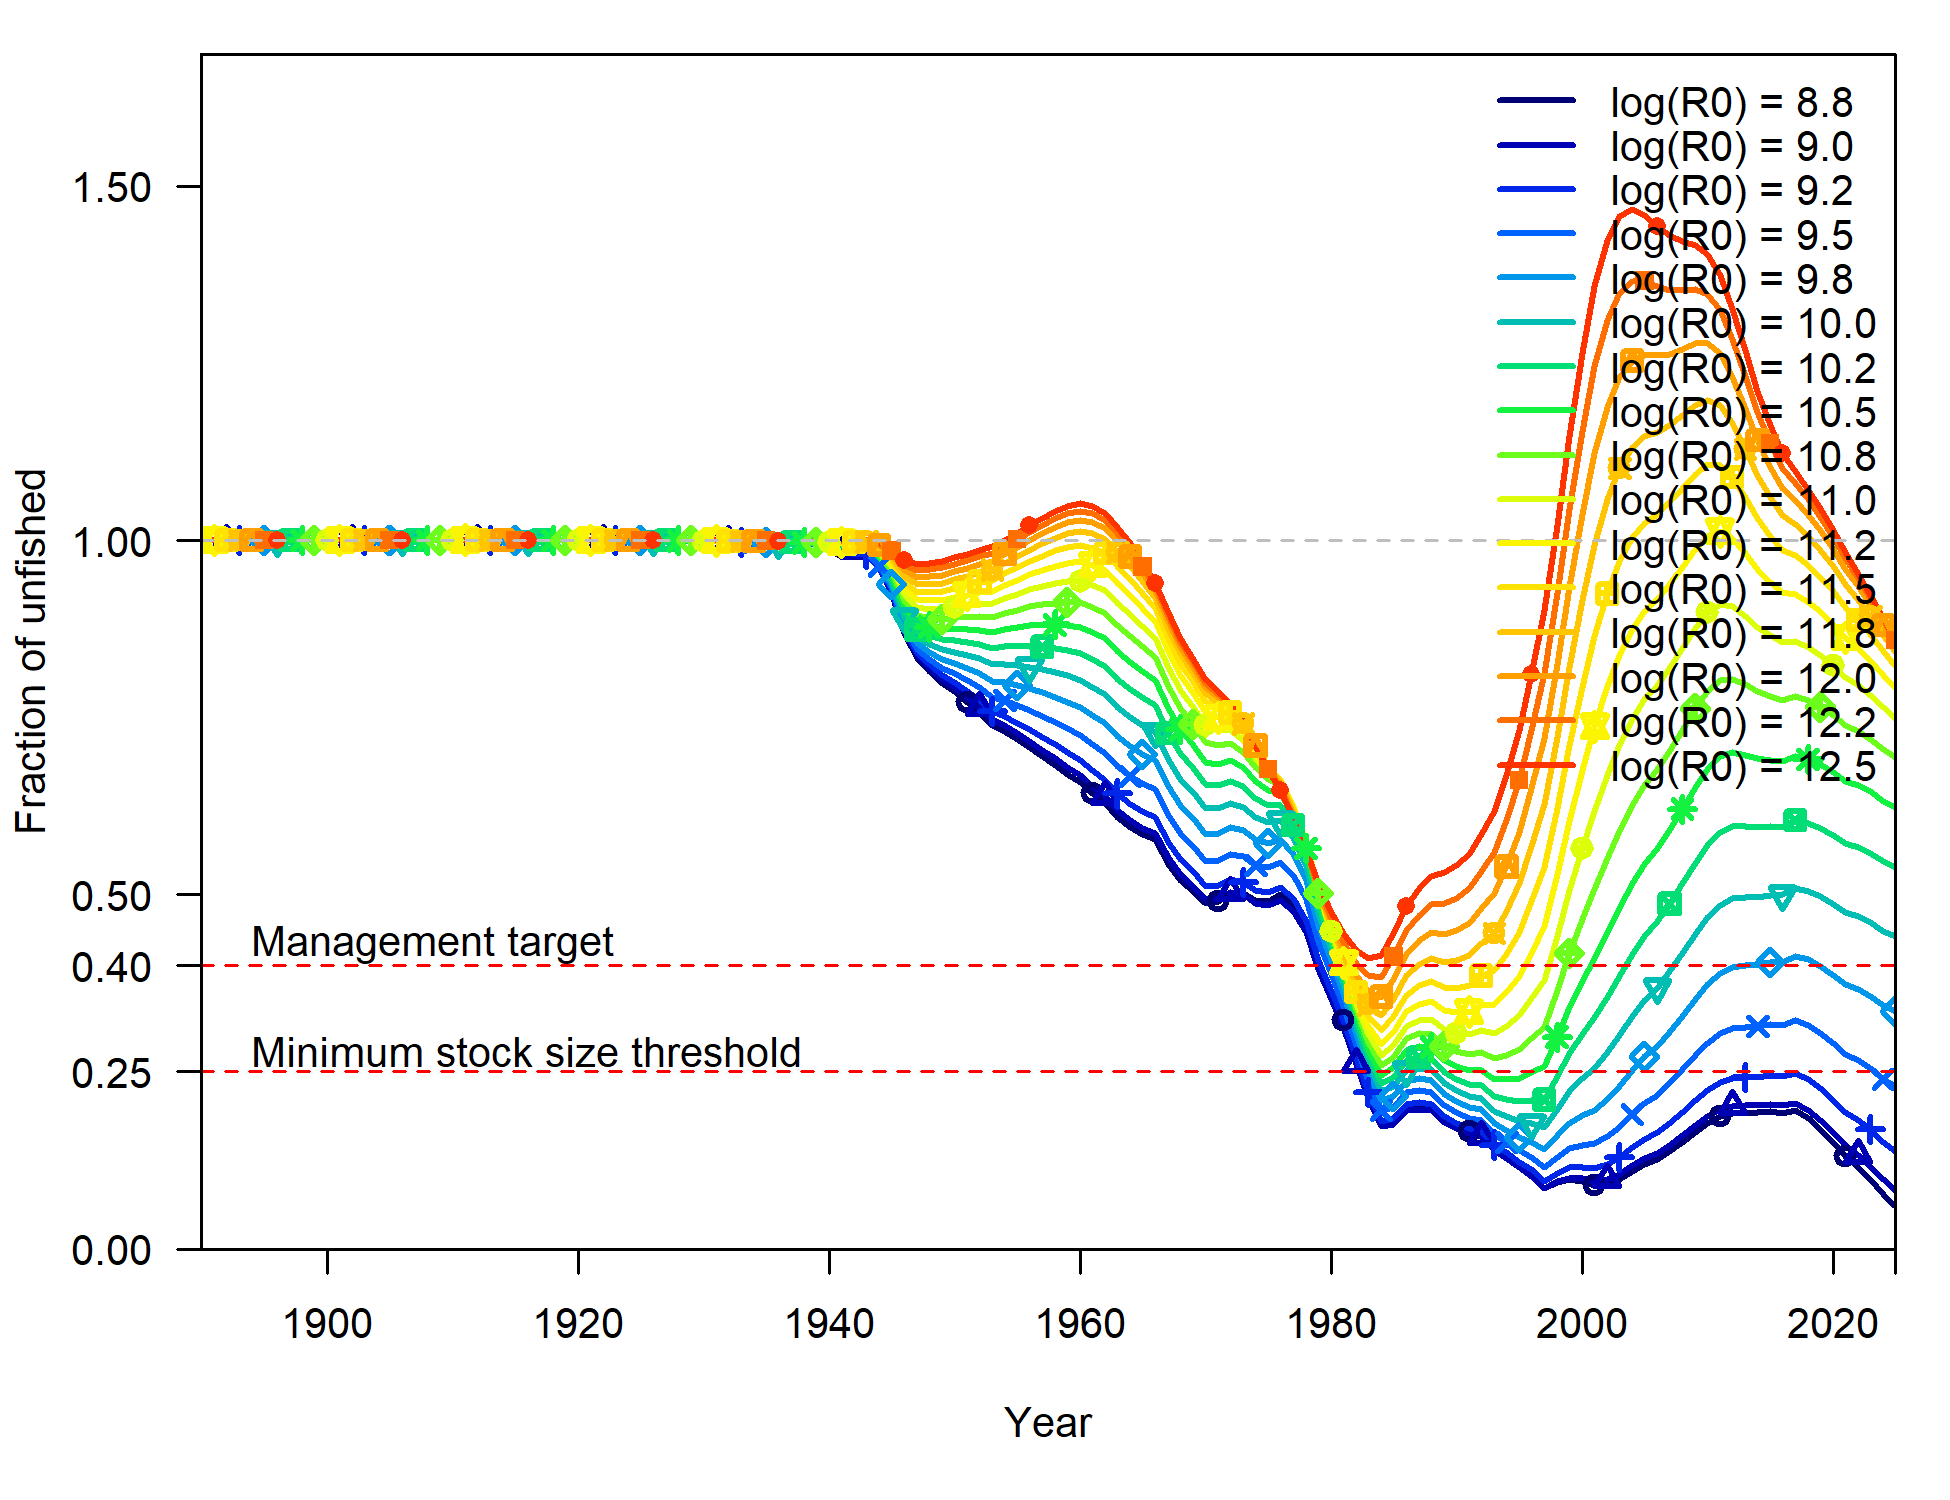 log(R0) = 8.8
log(R0) = 9.0
log(R0) = 9.2
log(R0) = 9.5
log(R0) = 9.8
log(R0) = 10.0
log(R0) = 10.2
log(R0) = 10.5
log(R0) = 10.8
log(R0) = 11.0
log(R0) = 11.2
log(R0) = 11.5
log(R0) = 11.8
log(R0) = 12.0
log(R0) = 12.2
log(R0) = 12.5
1.50
1.00
0.50
0.40
0.25
0.00
Fraction of unfished
Management target
Minimum stock size threshold
1900
1920
1940
1960
1980
2000
2020
Year